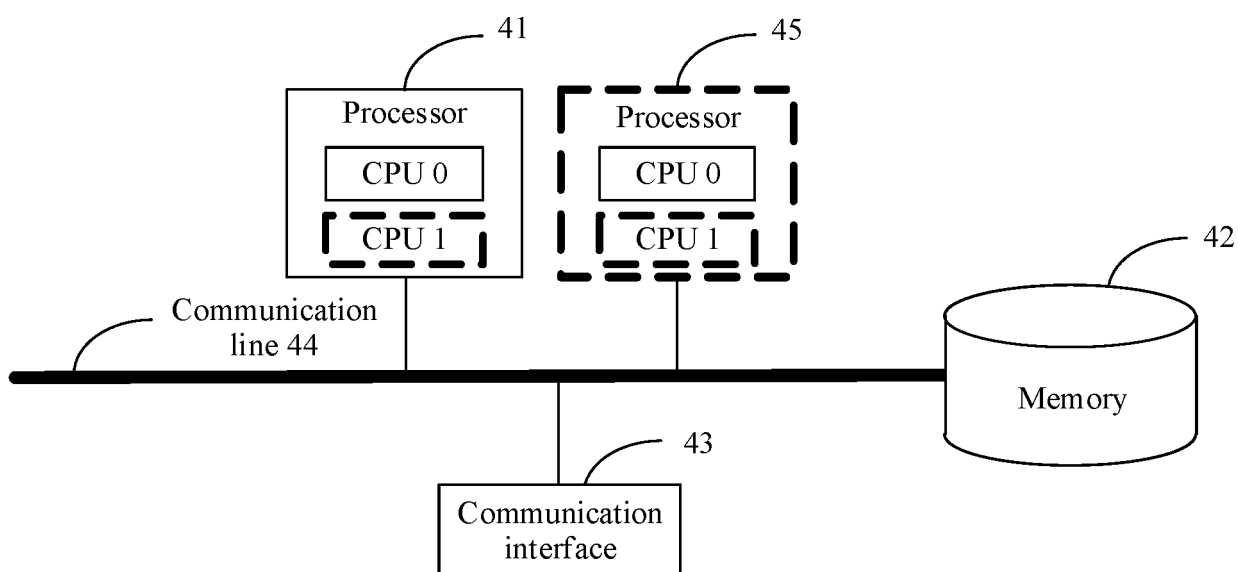 41
45
Processor
CPU 0
CPU 1
Processor
CPU 0
CPU 1
42
Communication
line 44
Memory
43
Communication
interface